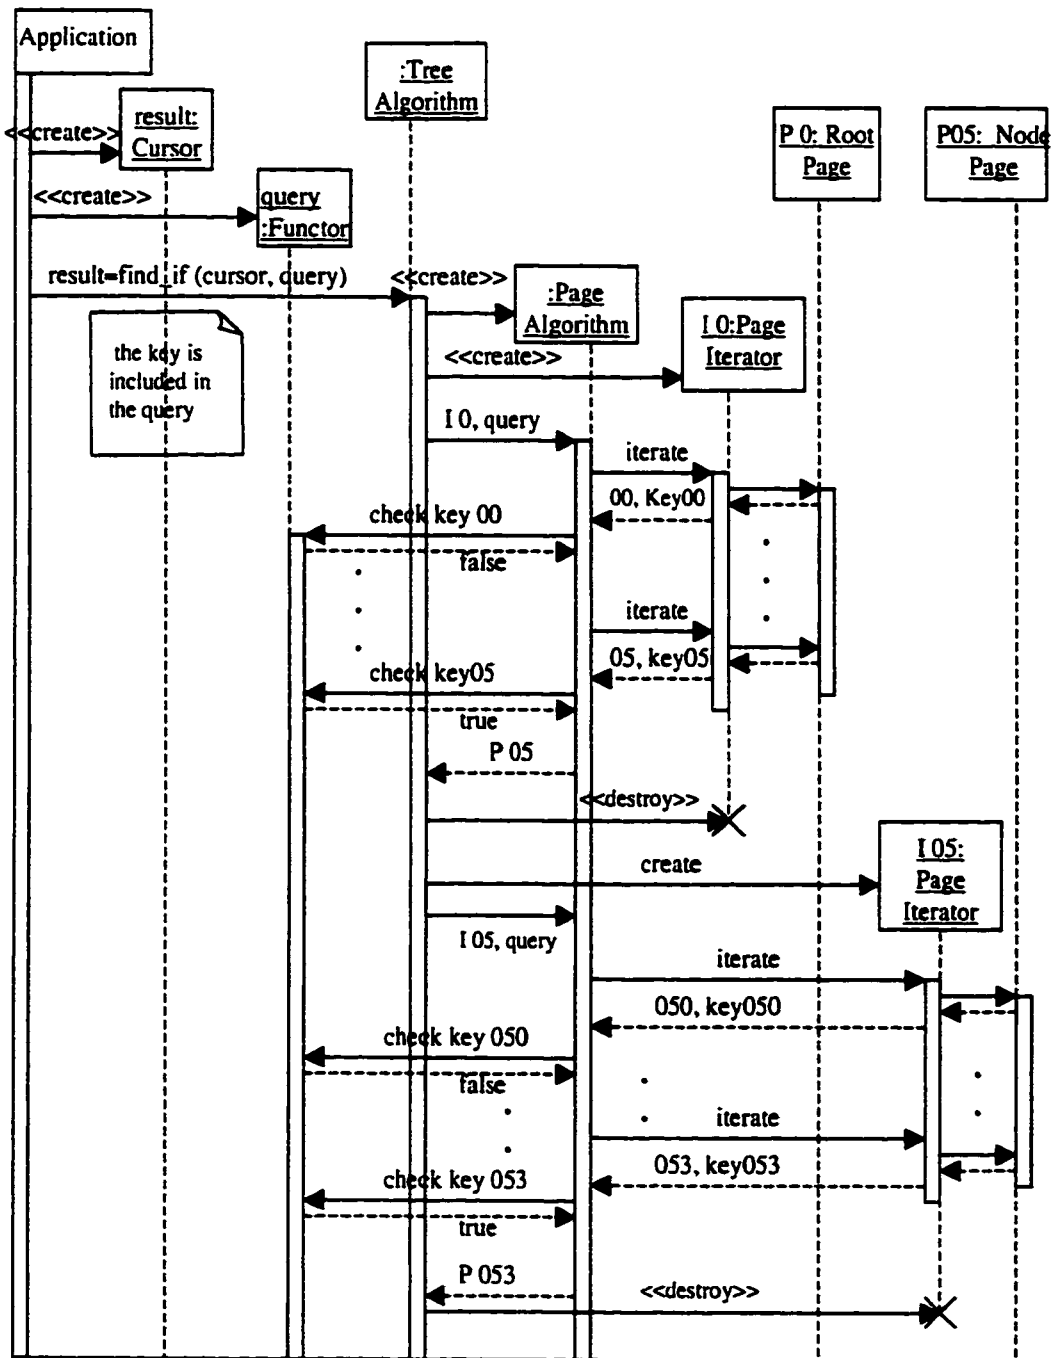 Application
:Tree
Algorithm
<<create>>
result:
Cursor
P 0: Root
Page
P05: Node
Page
<<create>>
query
:Functor
result=find_if (cursor, query)
<<create>>
:Page
Algorithm
I 0:Page
Iterator
the key is
included in
the query
<<create>>
I 0, query
iterate
00, Key00
check key 00
false
iterate
05, key05
check key05
true
P 05
<<destroy>>
I 05:
Page
Iterator
create
I 05, query
iterate
050, key050
check key 050
false
iterate
053, key053
check key 053
true
P 053
<<destroy>>